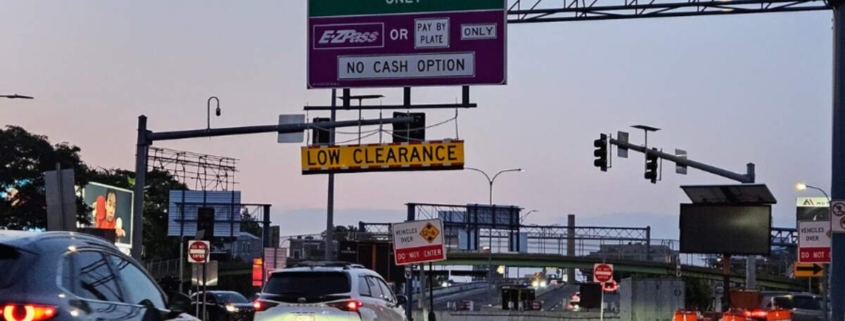 ONLY
E-ZPass OR PAY BY PLATE ONLY
NO CASH OPTION
LOW CLEARANCE
VEHICLES OVER
DO NOT ENTER
VEHICLES OVER
DO NOT